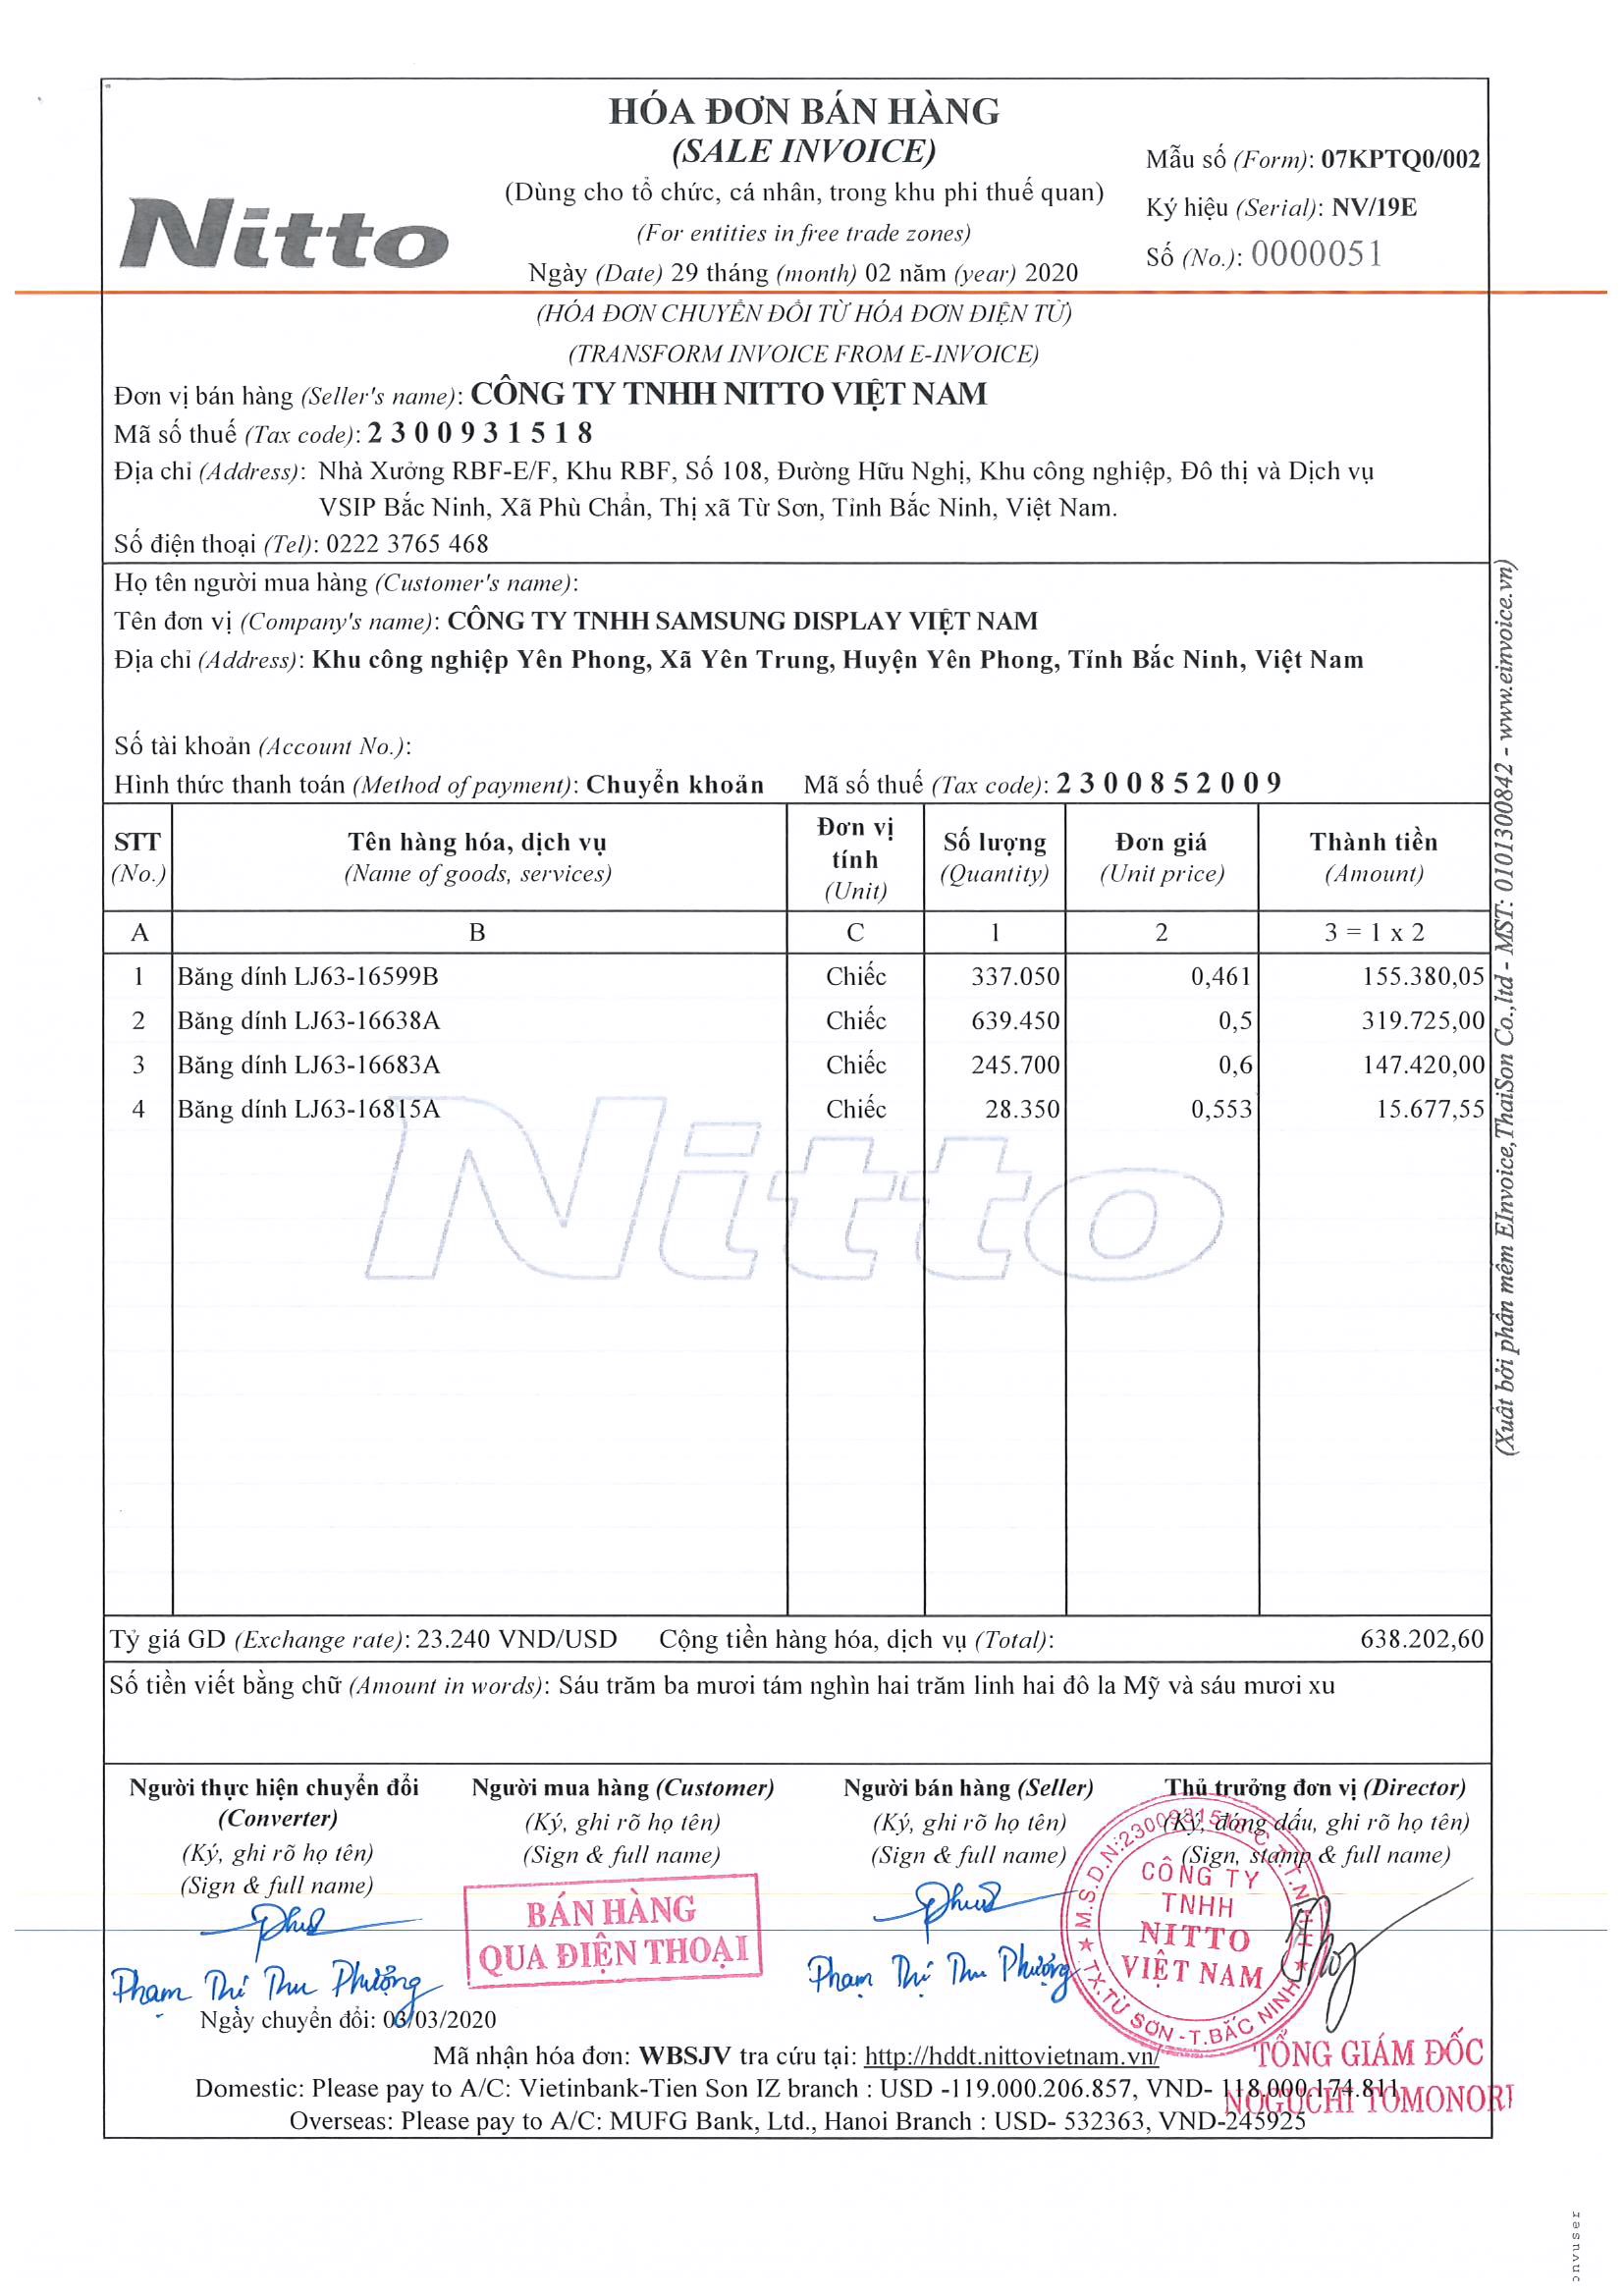 HÓA ĐƠN BÁN HÀNG
(SALE INVOICE)
(Dùng cho tổ chức, cá nhân, trong khu phi thuế quan)
(For entities in free trade zones)
Ngày (Date) 29 tháng (month) 02 năm (year) 2020
Nitto
Mẫu số (Form): 07KPTQ0/002
Ký hiệu (Serial): NV/19E
Số (No.): 0000051
(HÓA ĐƠN CHUYỂN ĐỔI TỪ HÓA ĐƠN ĐIỆN TỬ)
(TRANSFORM INVOICE FROM E-INVOICE)
Đơn vị bán hàng (Seller's name): CÔNG TY TNHH NITTO VIỆT NAM
Mã số thuế (Tax code): 2 3 0 0 9 3 1 5 1 8
Địa chỉ (Address): Nhà Xưởng RBF-E/F, Khu RBF, Số 108, Đường Hữu Nghị, Khu công nghiệp, Đô thị và Dịch vụ
VSIP Bắc Ninh, Xã Phù Chẩn, Thị xã Từ Sơn, Tỉnh Bắc Ninh, Việt Nam.
Số điện thoại (Tel): 0222 3765 468
Họ tên người mua hàng (Customer's name):
Tên đơn vị (Company's name): CÔNG TY TNHH SAMSUNG DISPLAY VIỆT NAM
Địa chỉ (Address): Khu công nghiệp Yên Phong, Xã Yên Trung, Huyện Yên Phong, Tỉnh Bắc Ninh, Việt Nam
Số tài khoản (Account No.):
Hình thức thanh toán (Method of payment): Chuyển khoản Mã số thuế (Tax code): 2 3 0 0 8 5 2 0 0 9
STT (No.) Tên hàng hóa, dịch vụ (Name of goods, services) Đơn vị tính (Unit) Số lượng (Quantity) Đơn giá (Unit price) Thành tiền (Amount)
A B C 1 2 3 = 1 x 2
1 Băng dính LJ63-16599B Chiếc 337.050 0,461 155.380,05
2 Băng dính LJ63-16638A Chiếc 639.450 0,5 319.725,00
3 Băng dính LJ63-16683A Chiếc 245.700 0,6 147.420,00
4 Băng dính LJ63-16815A Chiếc 28.350 0,553 15.677,55
Nitto
Tỷ giá GD (Exchange rate): 23.240 VND/USD Cộng tiền hàng hóa, dịch vụ (Total): 638.202,60
Số tiền viết bằng chữ (Amount in words): Sáu trăm ba mươi tám nghìn hai trăm linh hai đô la Mỹ và sáu mươi xu
Người thực hiện chuyển đổi
(Converter)
(Ký, ghi rõ họ tên)
(Sign & full name)
Phạm Thị Thu Phượng
Ngày chuyển đổi: 03/03/2020
Người mua hàng (Customer)
(Ký, ghi rõ họ tên)
(Sign & full name)
BÁN HÀNG
QUA ĐIỆN THOẠI
Người bán hàng (Seller)
(Ký, ghi rõ họ tên)
(Sign & full name)
Phạm Thị Thu Phượng
Thủ trưởng đơn vị (Director)
(Ký, đóng dấu, ghi rõ họ tên)
(Sign, stamp & full name)
M.S.D.N:2300931518-C.T.T.N.H.H
CÔNG TY
TNHH
NITTO
VIỆT NAM
TX.TỪ SƠN-T.BẮC NINH
TỔNG GIÁM ĐỐC
NOGUCHI TOMONORI
Mã nhận hóa đơn: WBSJV tra cứu tại: http://hddt.nittovietnam.vn/
Domestic: Please pay to A/C: Vietinbank-Tien Son IZ branch : USD -119.000.206.857, VND- 118.000.174.811
Overseas: Please pay to A/C: MUFG Bank, Ltd., Hanoi Branch : USD- 532363, VND-245925
(Xuất bởi phần mềm EInvoice,ThaiSon Co.,ltd - MST: 0101300842 - www.einvoice.vn)